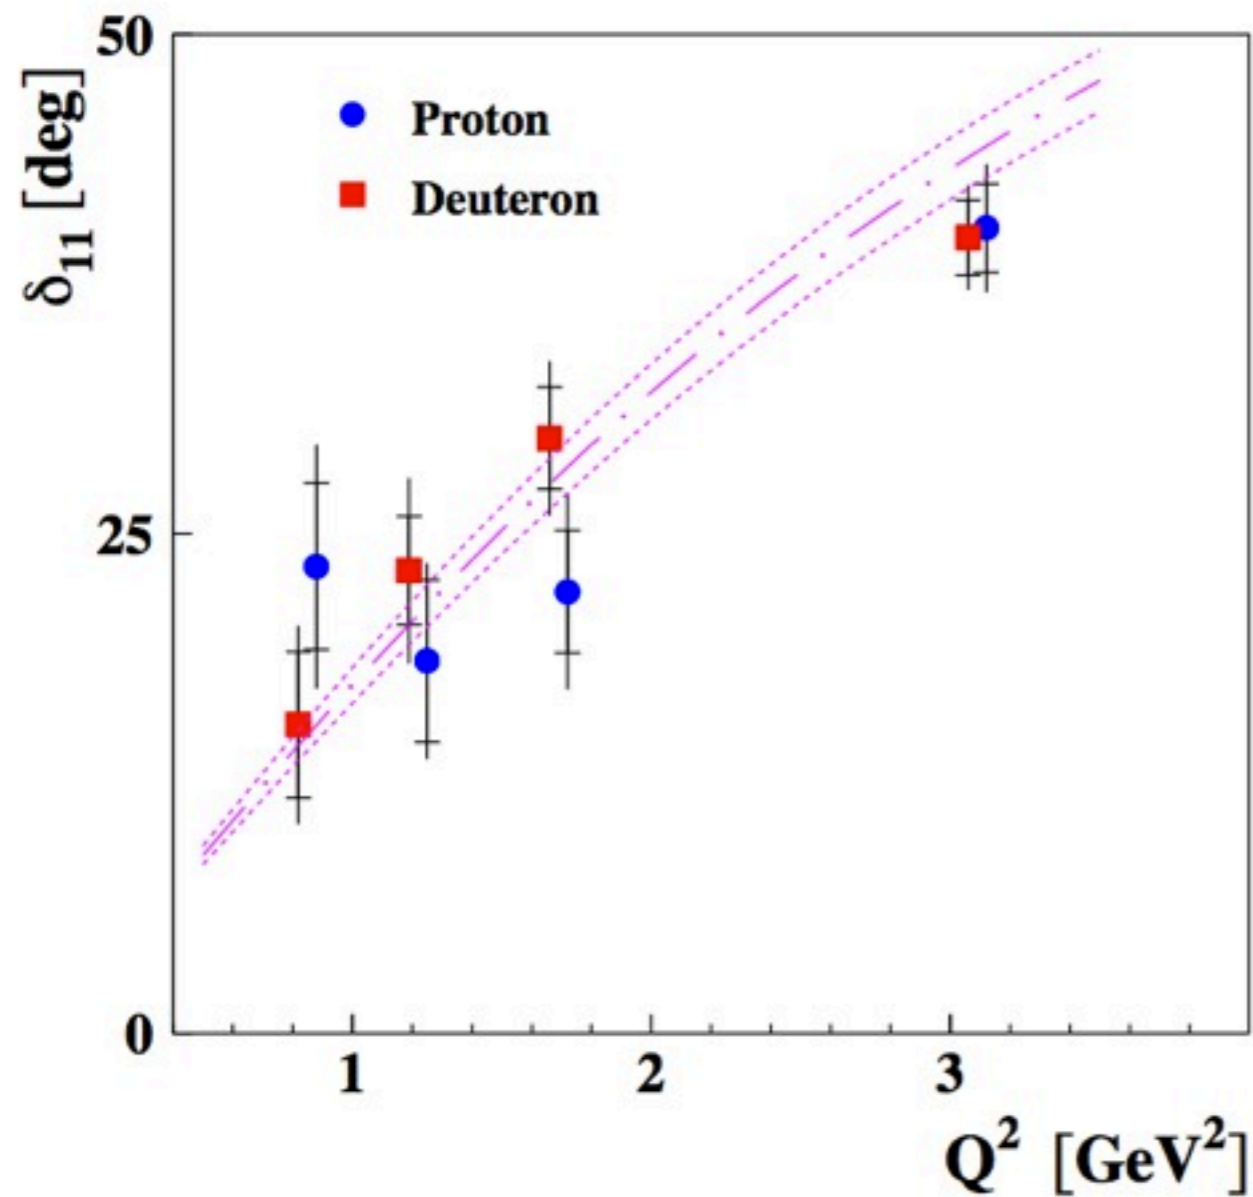 50
δ₁₁ [deg]
Proton
Deuteron
25
0
1 2 3
Q² [GeV²]